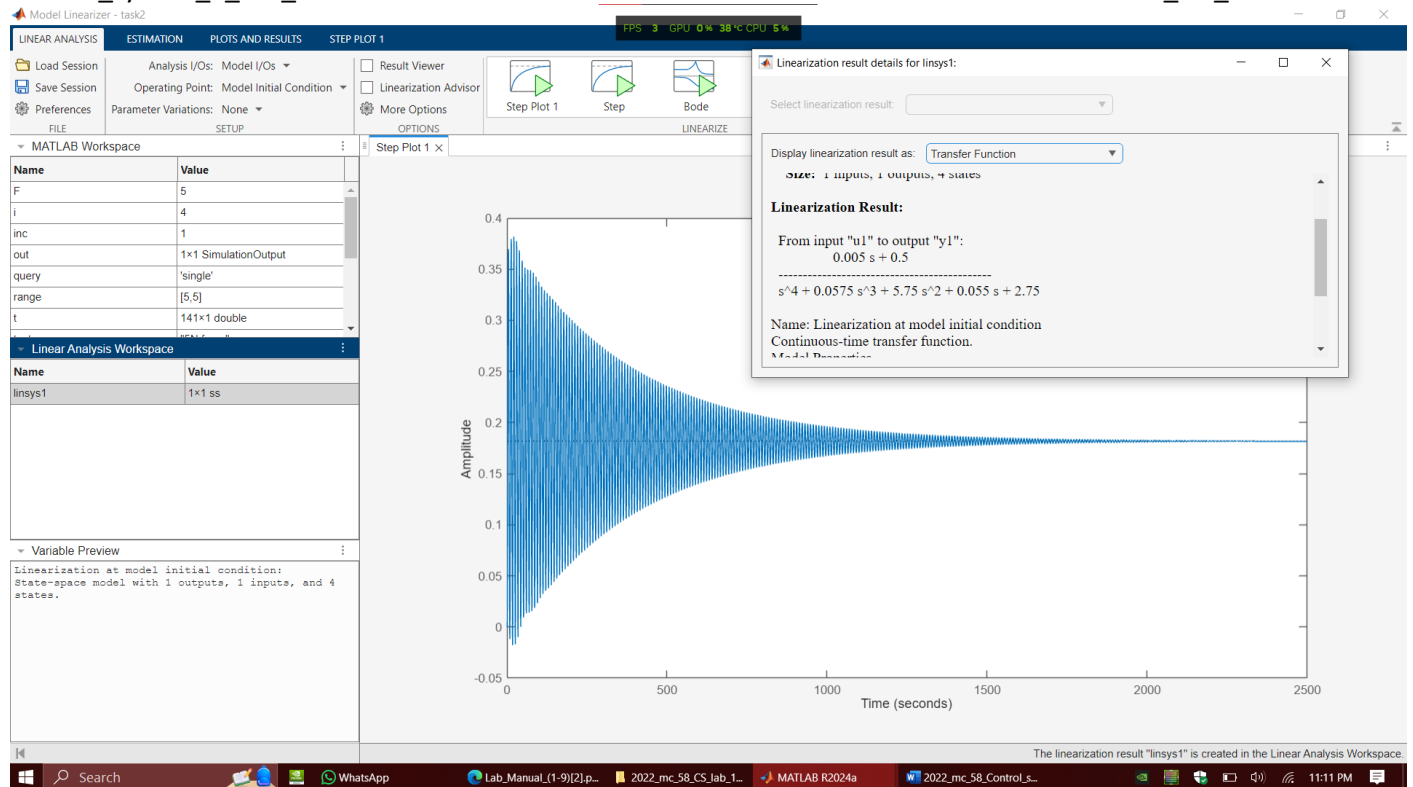 Model Linearizer - task2
FPS 3 GPU 0% 38°C CPU 5%
LINEAR ANALYSIS ESTIMATION PLOTS AND RESULTS STEP PLOT 1
Load Session
Save Session
Preferences
FILE
Analysis I/Os: Model I/Os
Operating Point: Model Initial Condition
Parameter Variations: None
SETUP
Result Viewer
Linearization Advisor
More Options
OPTIONS
Step Plot 1 Step Bode
LINEARIZE
MATLAB Workspace
Name Value
F 5
i 4
inc 1
out 1×1 SimulationOutput
query 'single'
range [5,5]
t 141×1 double
Linear Analysis Workspace
Name Value
linsys1 1×1 ss
Variable Preview
Linearization at model initial condition:
State-space model with 1 outputs, 1 inputs, and 4
states.
Step Plot 1
0.4
0.35
0.3
0.25
0.2
0.15
0.1
0.05
0
-0.05
Amplitude
0 500 1000 1500 2000 2500
Time (seconds)
Linearization result details for linsys1:
Select linearization result:
Display linearization result as: Transfer Function
Size: 1 inputs, 1 outputs, 4 states
Linearization Result:
From input "u1" to output "y1":
0.005 s + 0.5
-------------------------------------------
s^4 + 0.0575 s^3 + 5.75 s^2 + 0.055 s + 2.75
Name: Linearization at model initial condition
Continuous-time transfer function.
Model Properties
The linearization result "linsys1" is created in the Linear Analysis Workspace.
Search WhatsApp Lab_Manual_(1-9)[2].p... 2022_mc_58_CS_lab_1... MATLAB R2024a 2022_mc_58_Control_s... 11:11 PM